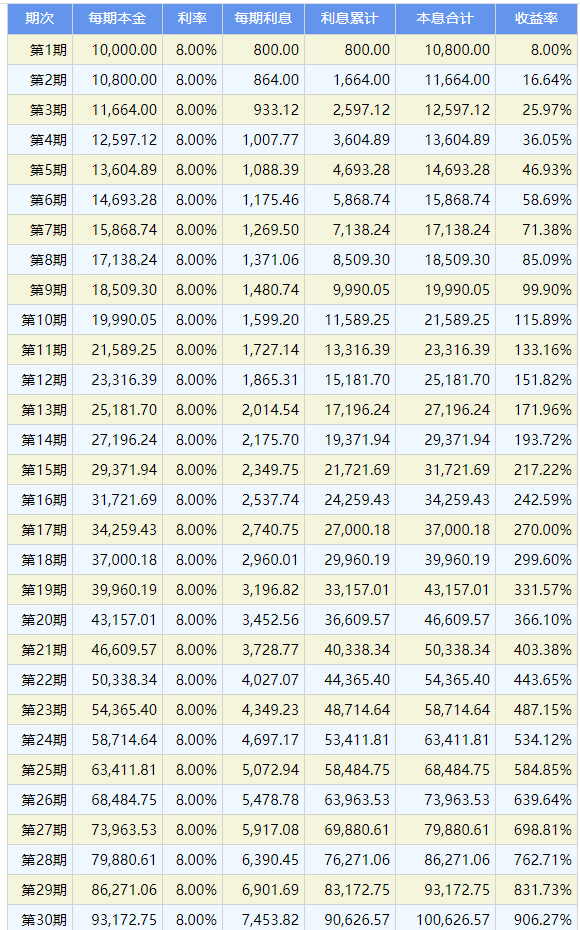 期次 每期本金 利率 每期利息 利息累计 本息合计 收益率
第1期 10,000.00 8.00% 800.00 800.00 10,800.00 8.00%
第2期 10,800.00 8.00% 864.00 1,664.00 11,664.00 16.64%
第3期 11,664.00 8.00% 933.12 2,597.12 12,597.12 25.97%
第4期 12,597.12 8.00% 1,007.77 3,604.89 13,604.89 36.05%
第5期 13,604.89 8.00% 1,088.39 4,693.28 14,693.28 46.93%
第6期 14,693.28 8.00% 1,175.46 5,868.74 15,868.74 58.69%
第7期 15,868.74 8.00% 1,269.50 7,138.24 17,138.24 71.38%
第8期 17,138.24 8.00% 1,371.06 8,509.30 18,509.30 85.09%
第9期 18,509.30 8.00% 1,480.74 9,990.05 19,990.05 99.90%
第10期 19,990.05 8.00% 1,599.20 11,589.25 21,589.25 115.89%
第11期 21,589.25 8.00% 1,727.14 13,316.39 23,316.39 133.16%
第12期 23,316.39 8.00% 1,865.31 15,181.70 25,181.70 151.82%
第13期 25,181.70 8.00% 2,014.54 17,196.24 27,196.24 171.96%
第14期 27,196.24 8.00% 2,175.70 19,371.94 29,371.94 193.72%
第15期 29,371.94 8.00% 2,349.75 21,721.69 31,721.69 217.22%
第16期 31,721.69 8.00% 2,537.74 24,259.43 34,259.43 242.59%
第17期 34,259.43 8.00% 2,740.75 27,000.18 37,000.18 270.00%
第18期 37,000.18 8.00% 2,960.01 29,960.19 39,960.19 299.60%
第19期 39,960.19 8.00% 3,196.82 33,157.01 43,157.01 331.57%
第20期 43,157.01 8.00% 3,452.56 36,609.57 46,609.57 366.10%
第21期 46,609.57 8.00% 3,728.77 40,338.34 50,338.34 403.38%
第22期 50,338.34 8.00% 4,027.07 44,365.40 54,365.40 443.65%
第23期 54,365.40 8.00% 4,349.23 48,714.64 58,714.64 487.15%
第24期 58,714.64 8.00% 4,697.17 53,411.81 63,411.81 534.12%
第25期 63,411.81 8.00% 5,072.94 58,484.75 68,484.75 584.85%
第26期 68,484.75 8.00% 5,478.78 63,963.53 73,963.53 639.64%
第27期 73,963.53 8.00% 5,917.08 69,880.61 79,880.61 698.81%
第28期 79,880.61 8.00% 6,390.45 76,271.06 86,271.06 762.71%
第29期 86,271.06 8.00% 6,901.69 83,172.75 93,172.75 831.73%
第30期 93,172.75 8.00% 7,453.82 90,626.57 100,626.57 906.27%